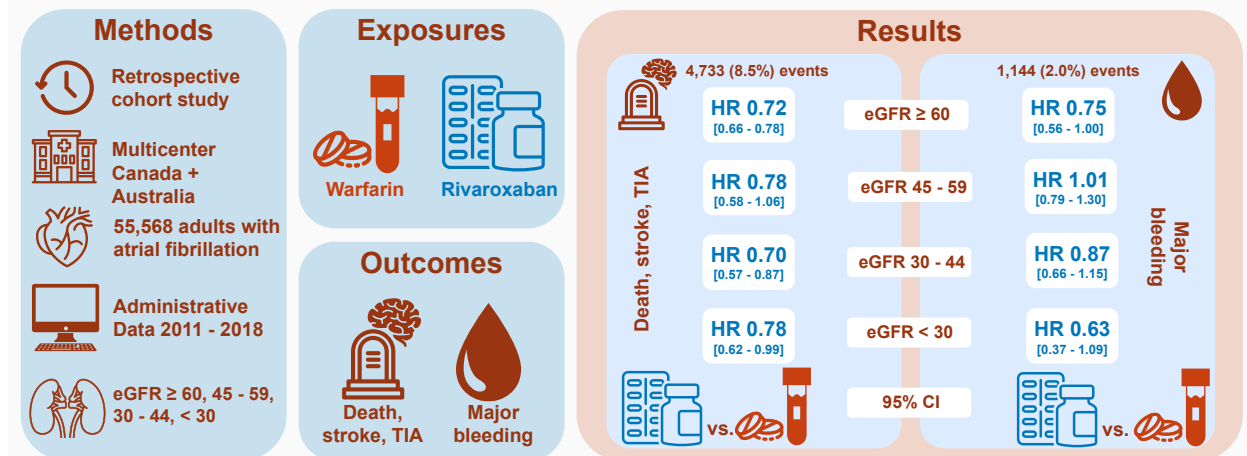 Methods
Retrospective
cohort study
Multicenter
Canada +
Australia
55,568 adults with
atrial fibrillation
Administrative
Data 2011 - 2018
eGFR ≥ 60, 45 - 59,
30 - 44, < 30
Exposures
Warfarin
Rivaroxaban
Outcomes
Death,
stroke, TIA
Major
bleeding
Results
4,733 (8.5%) events
1,144 (2.0%) events
Death, stroke, TIA
HR 0.72
[0.66 - 0.78]
eGFR ≥ 60
HR 0.75
[0.56 - 1.00]
HR 0.78
[0.58 - 1.06]
eGFR 45 - 59
HR 1.01
[0.79 - 1.30]
HR 0.70
[0.57 - 0.87]
eGFR 30 - 44
HR 0.87
[0.66 - 1.15]
Major
bleeding
HR 0.78
[0.62 - 0.99]
eGFR < 30
HR 0.63
[0.37 - 1.09]
vs.
95% CI
vs.